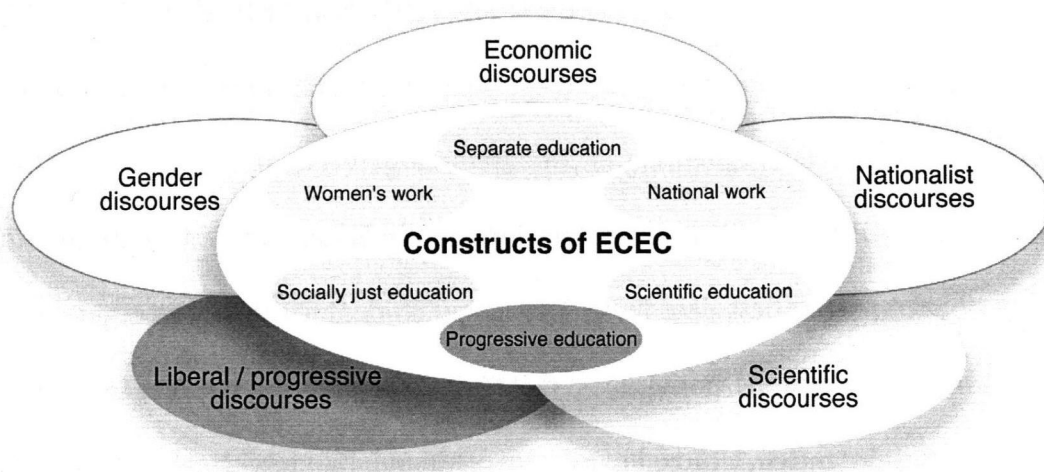 Economic
discourses
Separate education
Gender
discourses
Women's work
National work
Nationalist
discourses
Constructs of ECEC
Socially just education
Scientific education
Progressive education
Liberal / progressive
discourses
Scientific
discourses